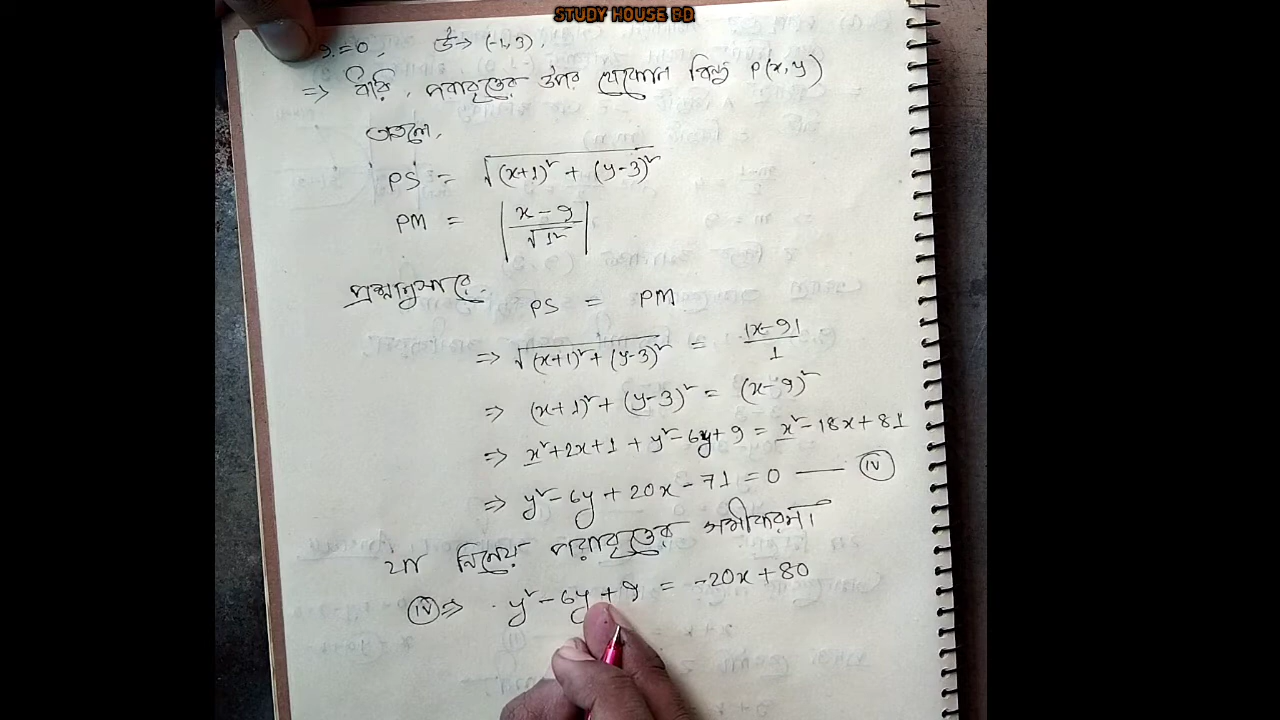 STUDY HOUSE BD
9 = 0, উঃ → (-1, 3),
⇒ ধরি, পরাবৃত্তের উপর যেকোন বিন্দু P(x, y)
তাহলে,
PS = √(x+1)² + (y-3)²
PM = |x - 9 / √1²|
প্রশ্নানুসারে,
PS = PM
⇒ √(x+1)² + (y-3)² = |x-9| / 1
⇒ (x+1)² + (y-3)² = (x-9)²
⇒ x²+2x+1 + y²-6y+9 = x²-18x+81
⇒ y² - 6y + 20x - 71 = 0 — (iv)
যা নির্ণেয় পরাবৃত্তের সমীকরণ।
(iv) ⇒ y² - 6y + 9 = -20x + 80